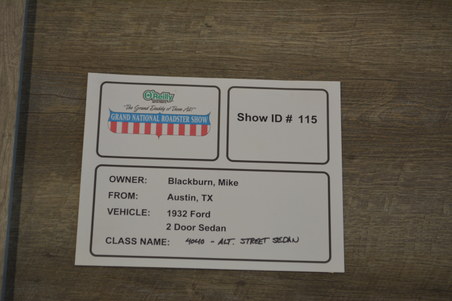 O'Reilly
"The Grand Daddy of Them All"
GRAND NATIONAL ROADSTER SHOW
Show ID # 115
OWNER: Blackburn, Mike
FROM: Austin, TX
VEHICLE: 1932 Ford
2 Door Sedan
CLASS NAME: 4040 - ALT. STREET SEDAN